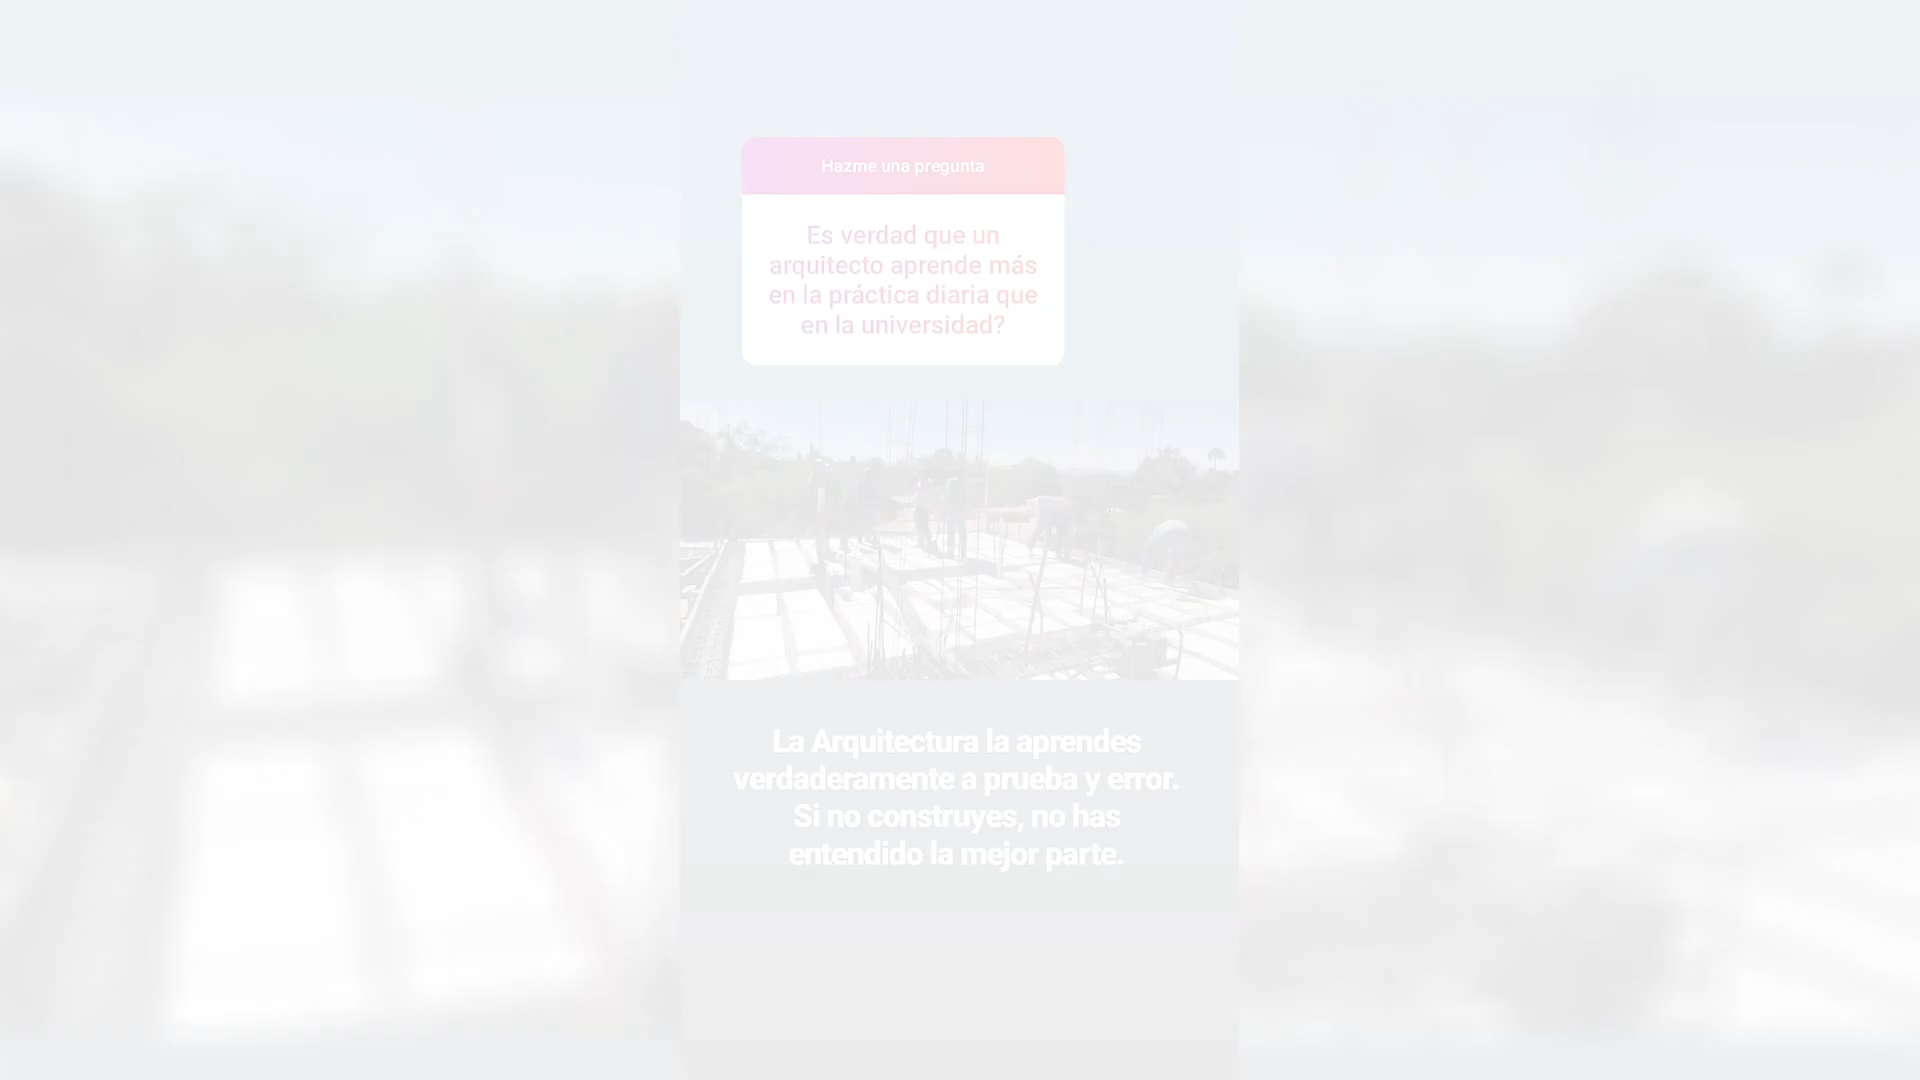 Hazme una pregunta
Es verdad que un
arquitecto aprende más
en la práctica diaria que
en la universidad?
La Arquitectura la aprendes
verdaderamente a prueba y error.
Si no construyes, no has
entendido la mejor parte.